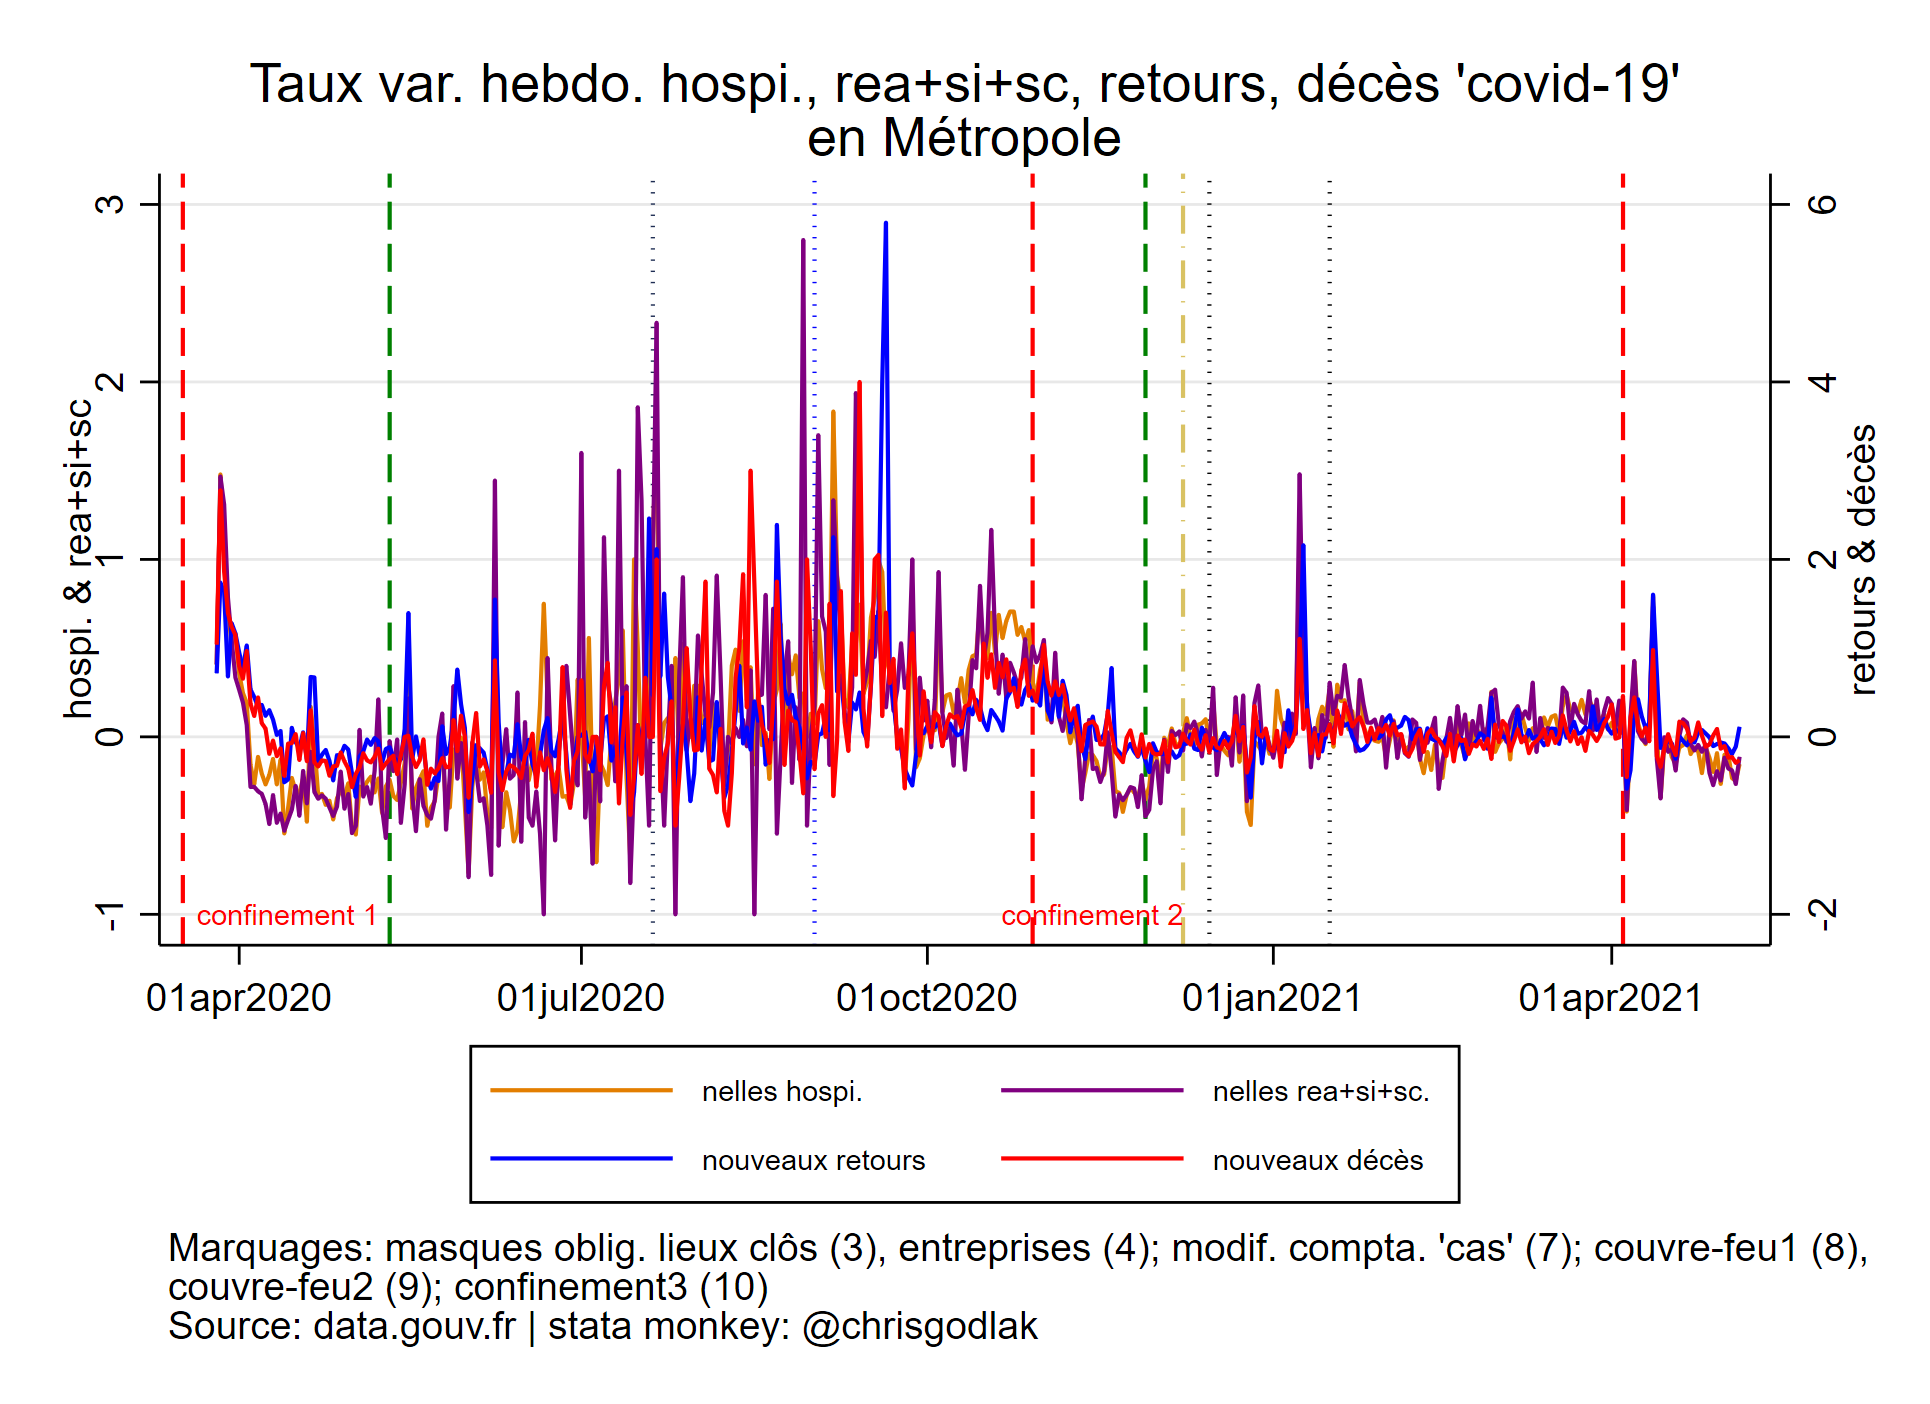 Taux var. hebdo. hospi., rea+si+sc, retours, décès 'covid-19'
en Métropole
hospi. & rea+si+sc
3
2
1
0
-1
retours & décès
6
4
2
0
-2
confinement 1
confinement 2
01apr2020
01jul2020
01oct2020
01jan2021
01apr2021
nelles hospi.
nelles rea+si+sc.
nouveaux retours
nouveaux décès
Marquages: masques oblig. lieux clôs (3), entreprises (4); modif. compta. 'cas' (7); couvre-feu1 (8),
couvre-feu2 (9); confinement3 (10)
Source: data.gouv.fr | stata monkey: @chrisgodlak